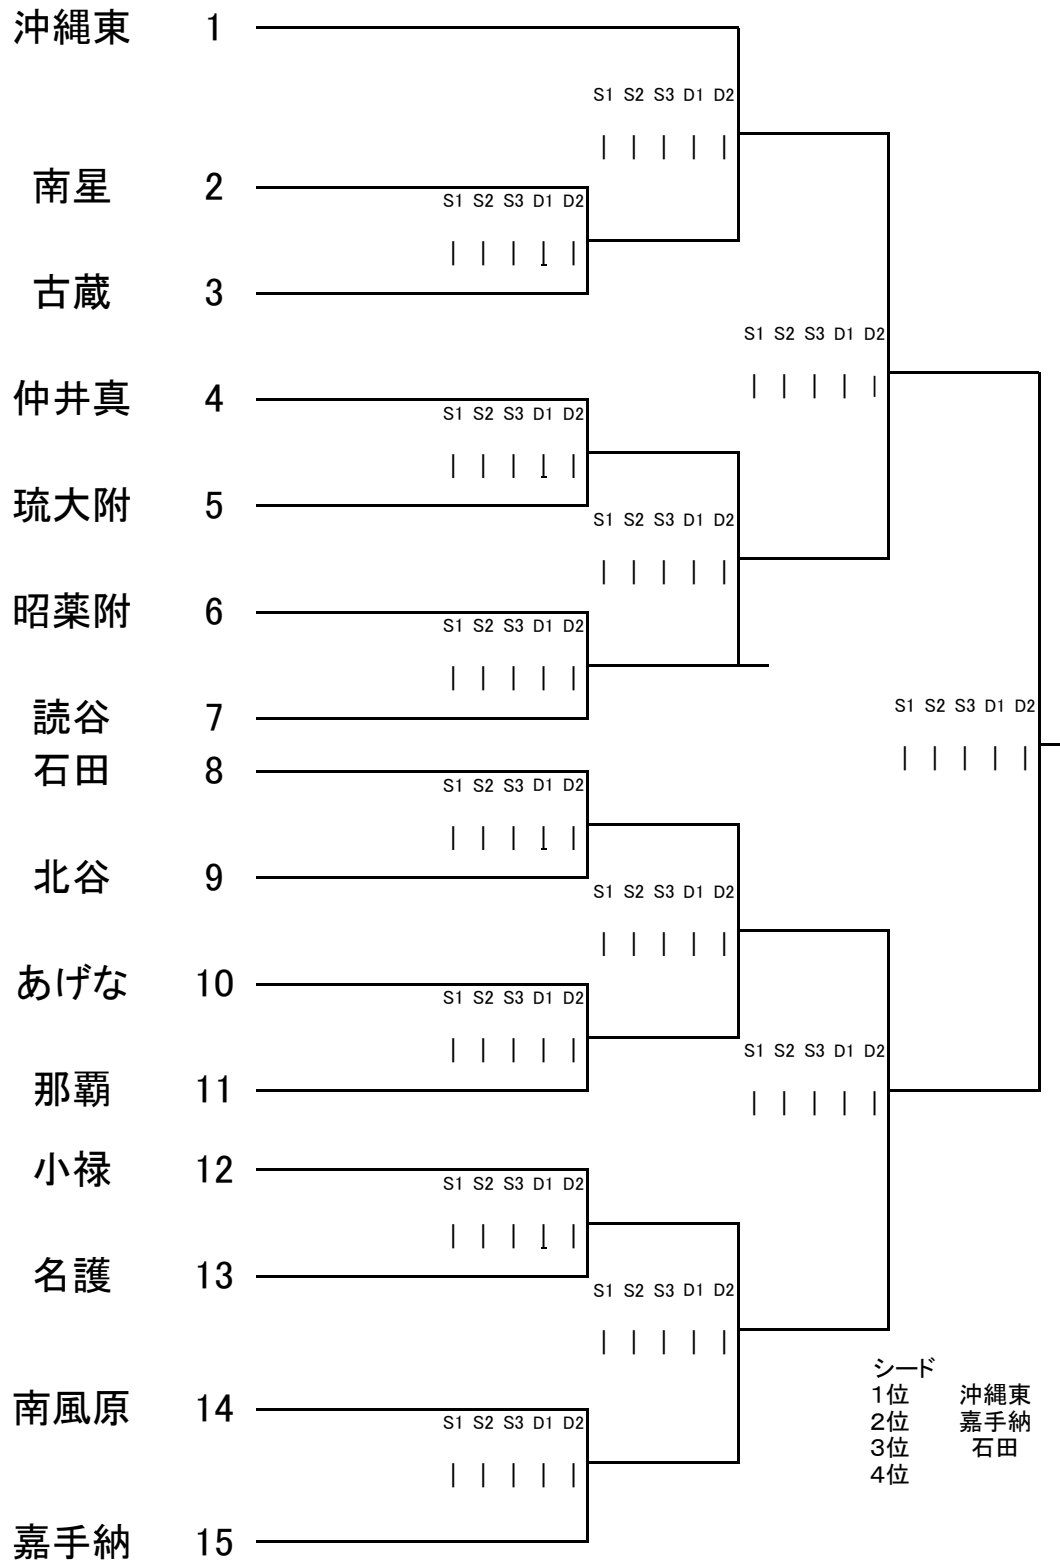 沖縄東 1
S1 S2 S3 D1 D2
南星 2
S1 S2 S3 D1 D2
古蔵 3
S1 S2 S3 D1 D2
仲井真 4
S1 S2 S3 D1 D2
琉大附 5
S1 S2 S3 D1 D2
昭薬附 6
S1 S2 S3 D1 D2
読谷 7
S1 S2 S3 D1 D2
石田 8
S1 S2 S3 D1 D2
北谷 9
S1 S2 S3 D1 D2
あげな 10
S1 S2 S3 D1 D2
那覇 11
S1 S2 S3 D1 D2
小禄 12
S1 S2 S3 D1 D2
名護 13
S1 S2 S3 D1 D2
シード
1位 沖縄東
南風原 14
2位 嘉手納
S1 S2 S3 D1 D2
3位 石田
4位
嘉手納 15